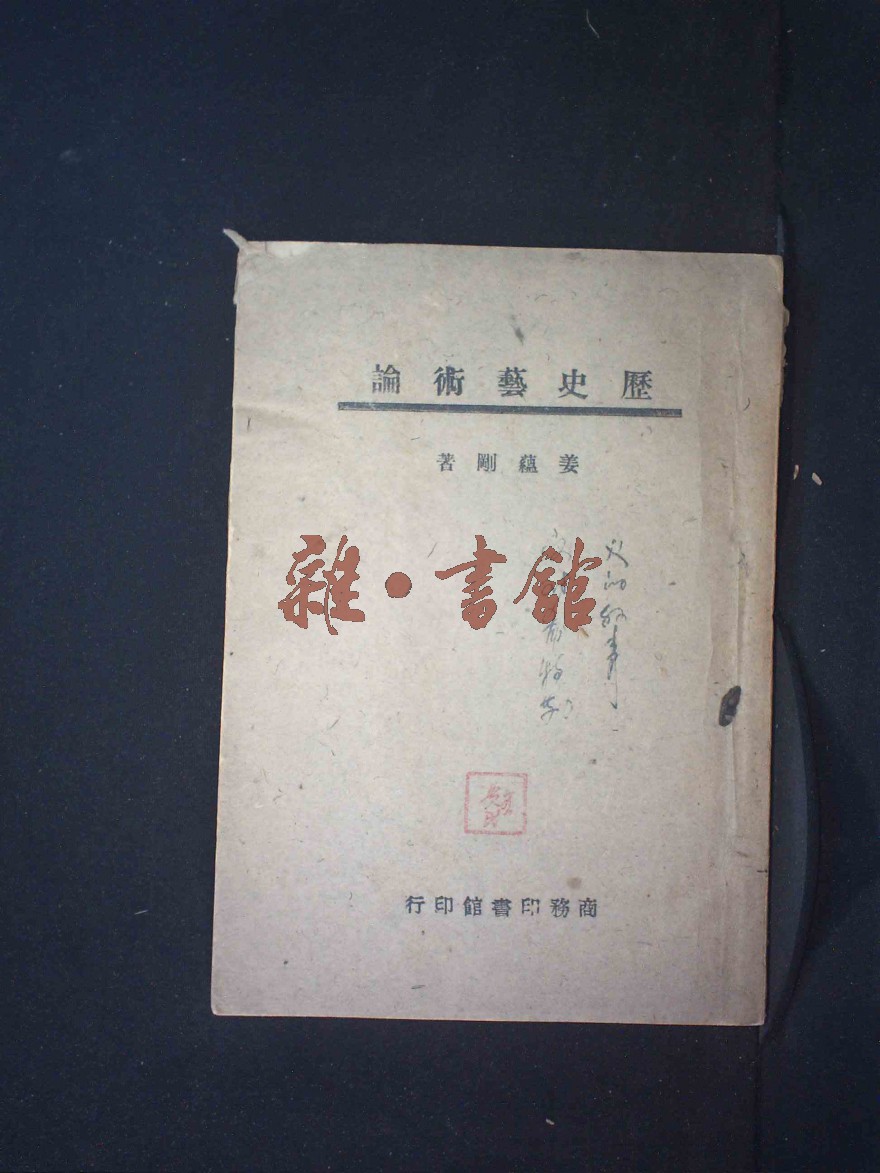 歷史藝術論
姜蘊剛著
雜·書館
商務印書館印行